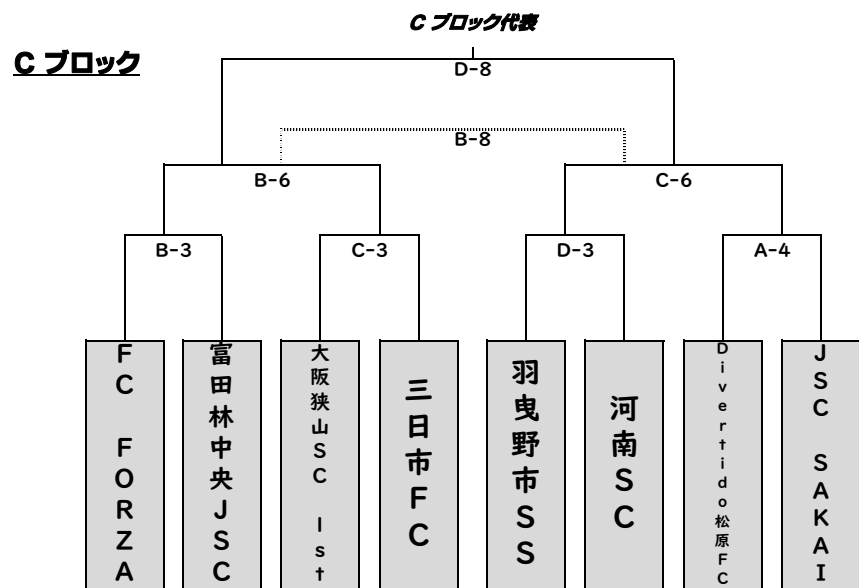 C ブロック代表
C ブロック
D-8
B-8
B-6
C-6
B-3
C-3
D-3
A-4
FC FORZA
富田林中央JSC
大阪狭山SC 1st
三日市FC
羽曳野市SS
河南SC
Divertido松原FC
JSC SAKAI